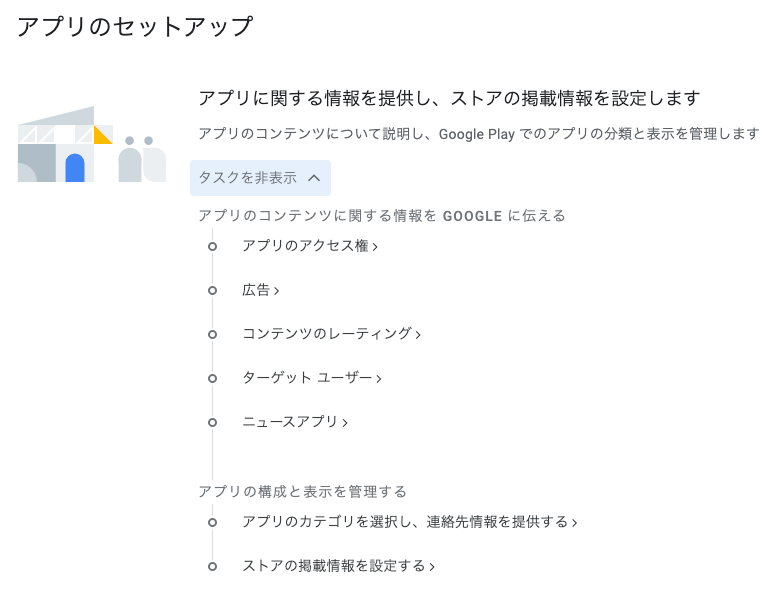 アプリのセットアップ
アプリに関する情報を提供し、ストアの掲載情報を設定します
アプリのコンテンツについて説明し、Google Play でのアプリの分類と表示を管理します
タスクを非表示
アプリのコンテンツに関する情報を GOOGLE に伝える
アプリのアクセス権
広告
コンテンツのレーティング
ターゲット ユーザー
ニュースアプリ
アプリの構成と表示を管理する
アプリのカテゴリを選択し、連絡先情報を提供する
ストアの掲載情報を設定する